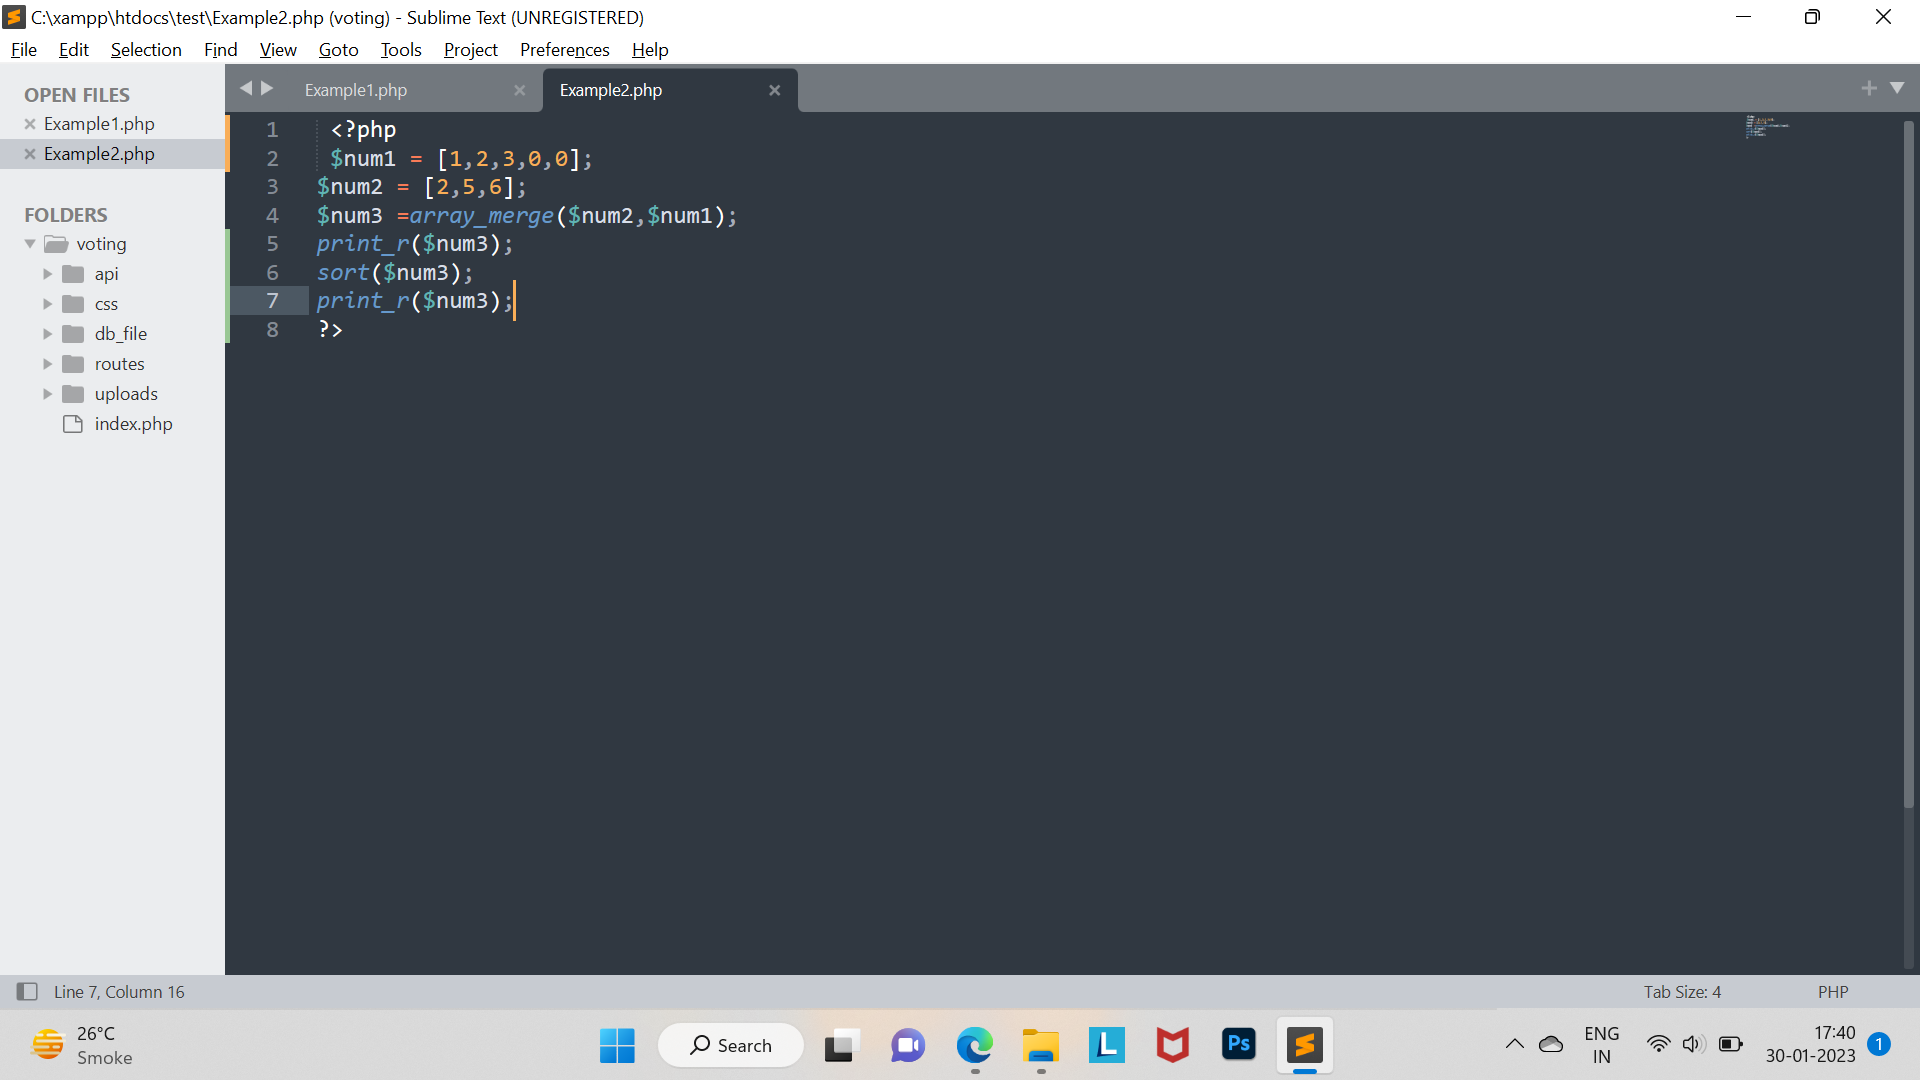 C:\xampp\htdocs\test\Example2.php (voting) - Sublime Text (UNREGISTERED)
File Edit Selection Find View Goto Tools Project Preferences Help
OPEN FILES
Example1.php
Example2.php
FOLDERS
voting
api
css
db_file
routes
uploads
index.php
Example1.php
Example2.php
1 <?php
2 $num1 = [1,2,3,0,0];
3 $num2 = [2,5,6];
4 $num3 =array_merge($num2,$num1);
5 print_r($num3);
6 sort($num3);
7 print_r($num3);
8 ?>
Line 7, Column 16
Tab Size: 4
PHP
26°C
Smoke
Search
L
Ps
ENG
IN
17:40
30-01-2023
1